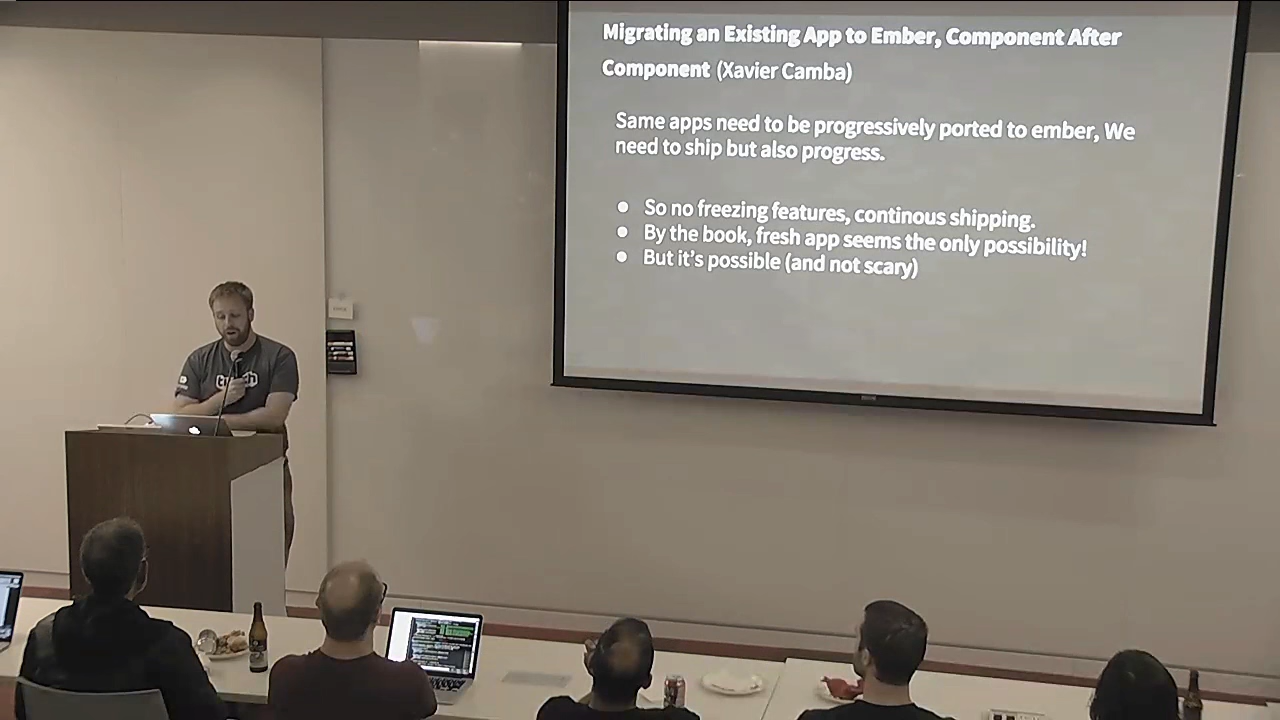 Migrating an Existing App to Ember, Component After
Component (Xavier Camba)
Same apps need to be progressively ported to ember, We
need to ship but also progress.
● So no freezing features, continous shipping.
● By the book, fresh app seems the only possibility!
● But it's possible (and not scary)